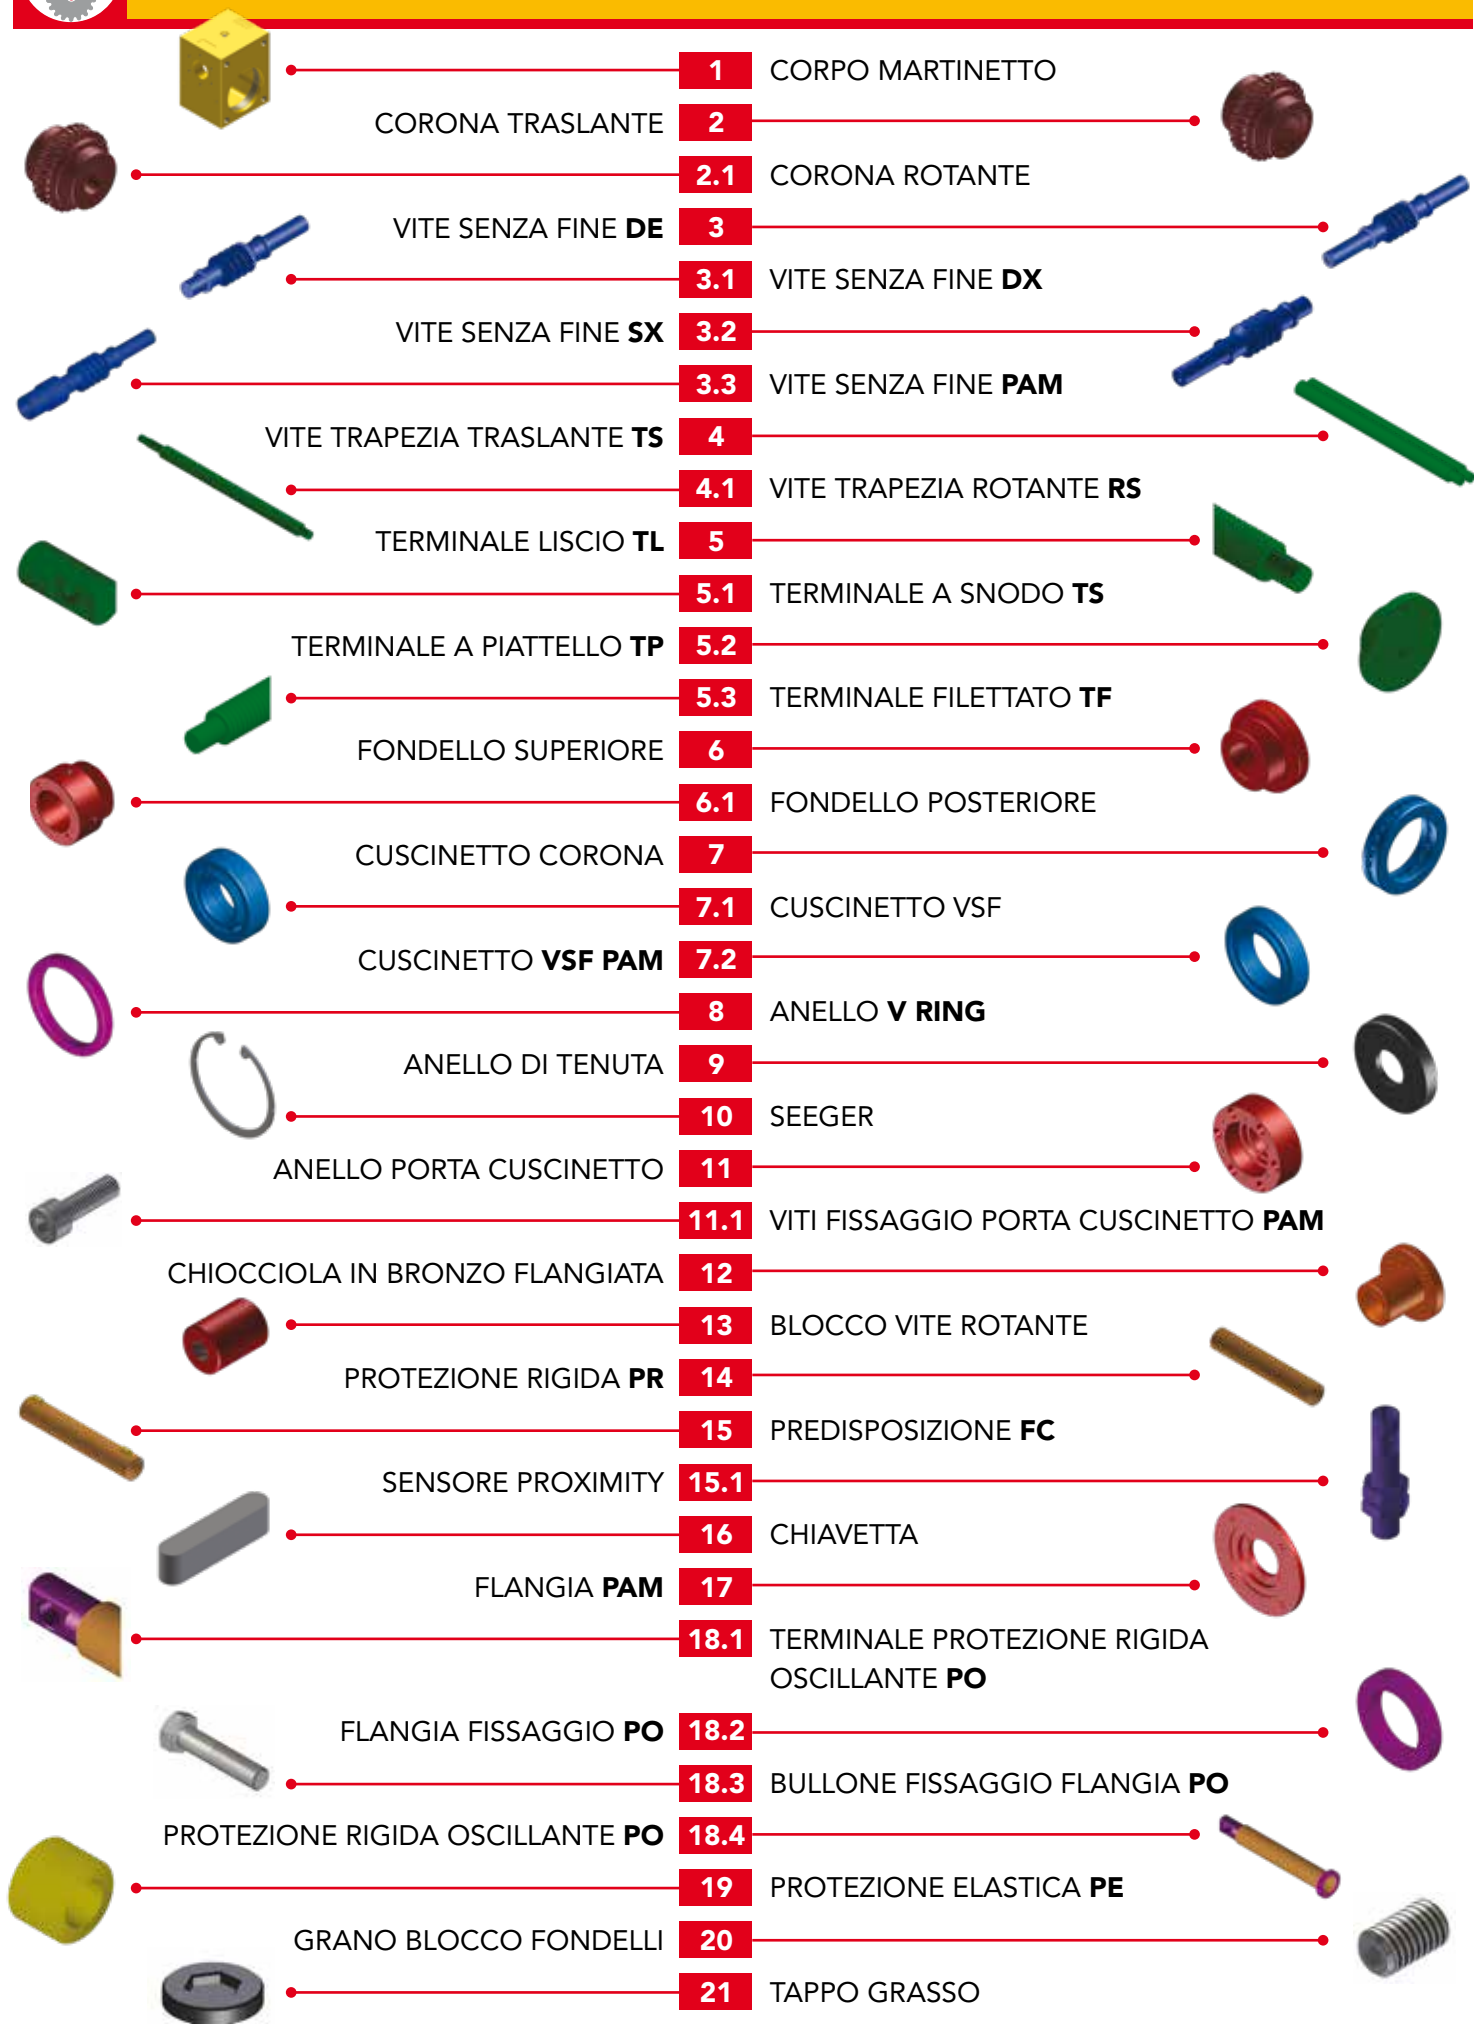 1 CORPO MARTINETTO
CORONA TRASLANTE 2
2.1 CORONA ROTANTE
VITE SENZA FINE DE 3
3.1 VITE SENZA FINE DX
VITE SENZA FINE SX 3.2
3.3 VITE SENZA FINE PAM
VITE TRAPEZIA TRASLANTE TS 4
4.1 VITE TRAPEZIA ROTANTE RS
TERMINALE LISCIO TL 5
5.1 TERMINALE A SNODO TS
TERMINALE A PIATTELLO TP 5.2
5.3 TERMINALE FILETTATO TF
FONDELLO SUPERIORE 6
6.1 FONDELLO POSTERIORE
CUSCINETTO CORONA 7
7.1 CUSCINETTO VSF
CUSCINETTO VSF PAM 7.2
8 ANELLO V RING
ANELLO DI TENUTA 9
10 SEEGER
ANELLO PORTA CUSCINETTO 11
11.1 VITI FISSAGGIO PORTA CUSCINETTO PAM
CHIOCCIOLA IN BRONZO FLANGIATA 12
13 BLOCCO VITE ROTANTE
PROTEZIONE RIGIDA PR 14
15 PREDISPOSIZIONE FC
SENSORE PROXIMITY 15.1
16 CHIAVETTA
FLANGIA PAM 17
18.1 TERMINALE PROTEZIONE RIGIDA
OSCILLANTE PO
FLANGIA FISSAGGIO PO 18.2
18.3 BULLONE FISSAGGIO FLANGIA PO
PROTEZIONE RIGIDA OSCILLANTE PO 18.4
19 PROTEZIONE ELASTICA PE
GRANO BLOCCO FONDELLI 20
21 TAPPO GRASSO